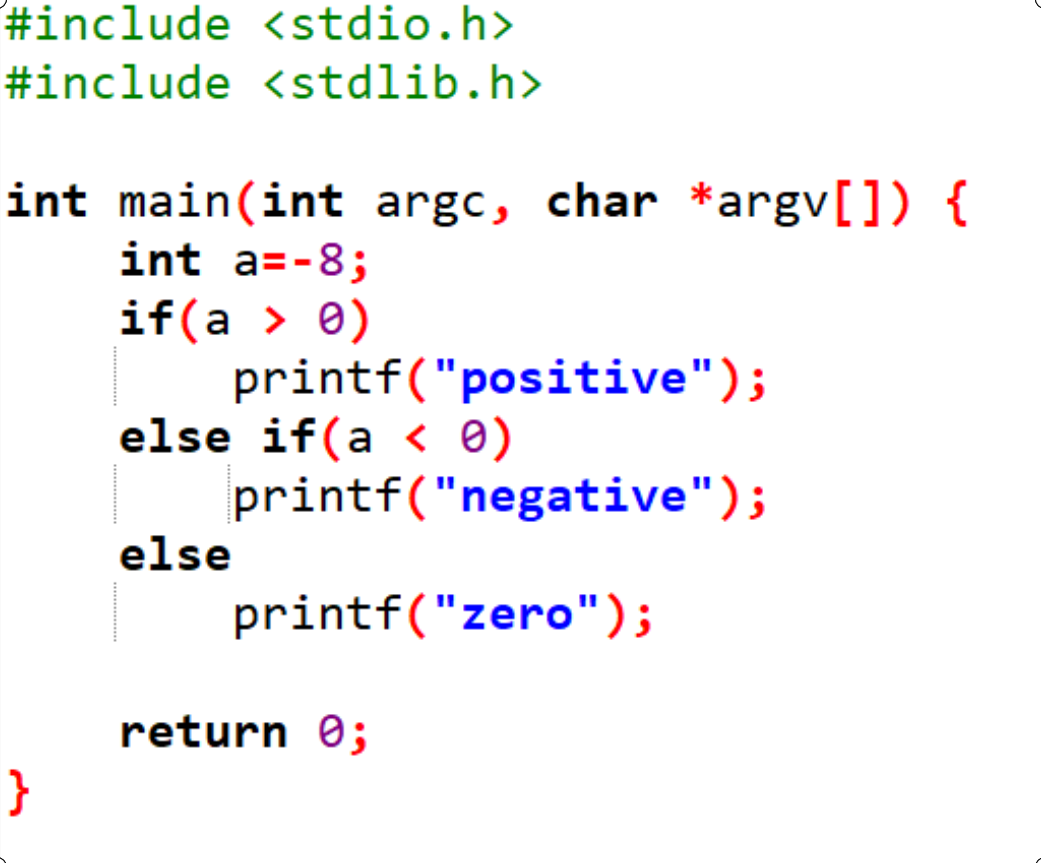 #include <stdio.h>
#include <stdlib.h>

int main(int argc, char *argv[]) {
    int a=-8;
    if(a > 0)
        printf("positive");
    else if(a < 0)
        printf("negative");
    else
        printf("zero");

    return 0;
}